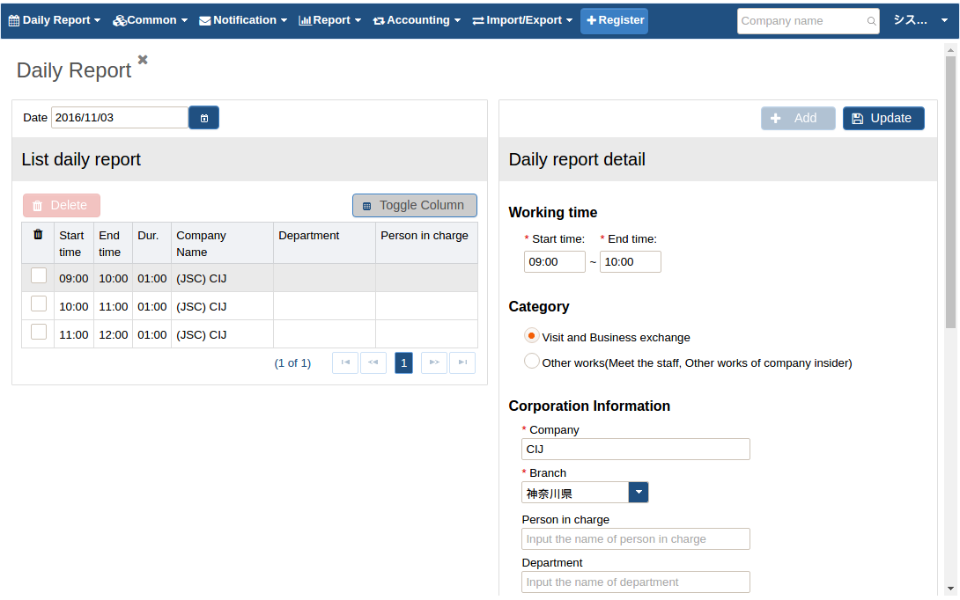 Daily Report Common Notification Report Accounting Import/Export + Register Company name シス...
Daily Report ✖
Date 2016/11/03
+ Add Update
List daily report
Daily report detail
Delete Toggle Column
Start time End time Dur. Company Name Department Person in charge
09:00 10:00 01:00 (JSC) CIJ
10:00 11:00 01:00 (JSC) CIJ
11:00 12:00 01:00 (JSC) CIJ
(1 of 1) 1
Working time
* Start time: * End time:
09:00 ~ 10:00
Category
Visit and Business exchange
Other works(Meet the staff, Other works of company insider)
Corporation Information
* Company
CIJ
* Branch
神奈川県
Person in charge
Input the name of person in charge
Department
Input the name of department